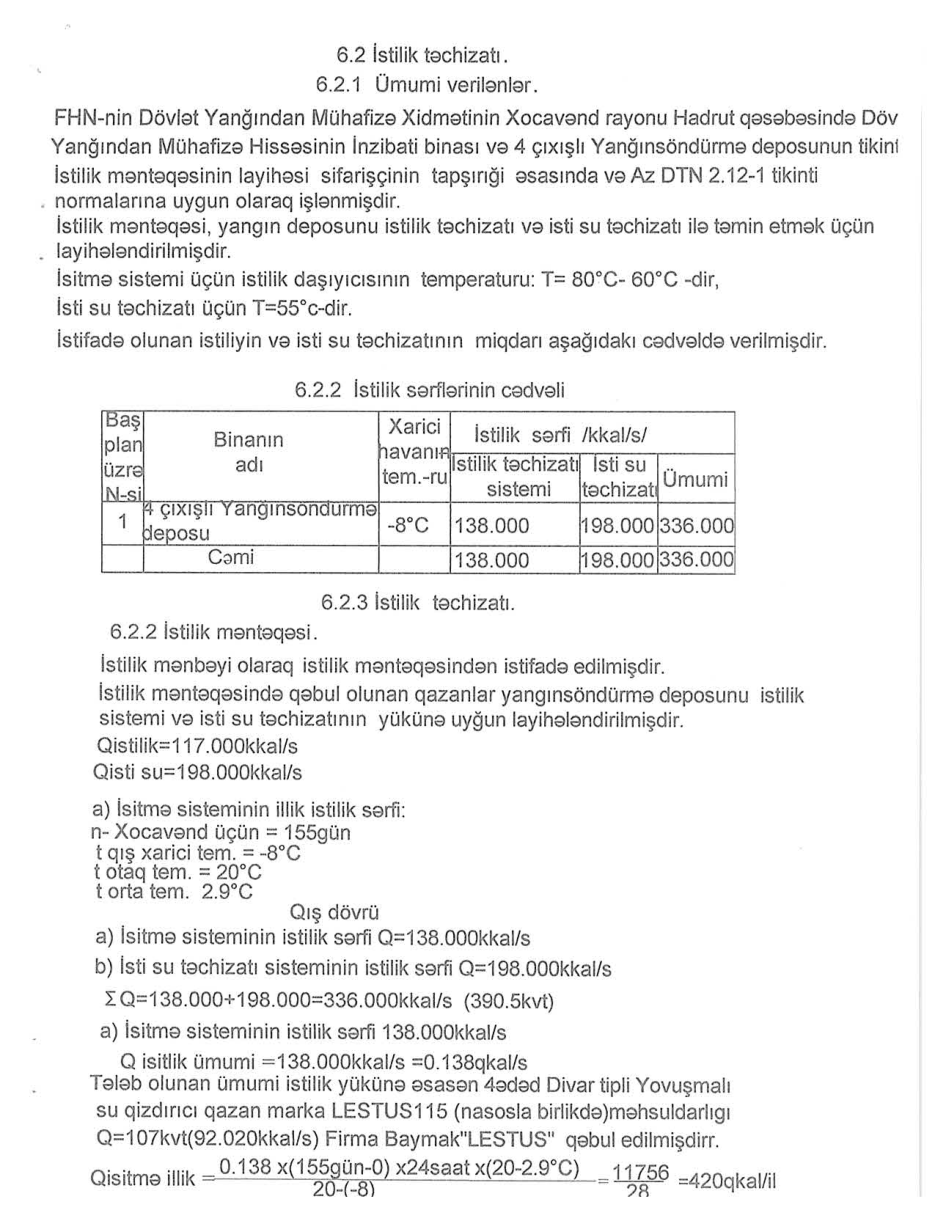 6.2 İstilik təchizatı.
6.2.1 Ümumi verilənlər.
FHN-nin Dövlət Yanğından Mühafizə Xidmətinin Xocavənd rayonu Hadrut qəsəbəsində Döv
Yanğından Mühafizə Hissəsinin İnzibati binası və 4 çıxışlı Yanğınsöndürmə deposunun tikint
İstilik məntəqəsinin layihəsi sifarişçinin tapşırıği əsasında və Az DTN 2.12-1 tikinti
normalarına uygun olaraq işlənmişdir.
İstilik məntəqəsi, yangın deposunu istilik təchizatı və isti su təchizatı ilə təmin etmək üçün
layihələndirilmişdir.
İsitmə sistemi üçün istilik daşıyıcısının temperaturu: T= 80°C- 60°C -dir,
İsti su təchizatı üçün T=55°c-dir.
İstifadə olunan istiliyin və isti su təchizatının miqdarı aşağıdakı cədvəldə verilmişdir.
6.2.2 İstilik sərflərinin cədvəli
Baş plan üzrə N-si Binanın adı Xarici havanın tem.-ru İstilik sərfi /kkal/s/
İstilik təchizatı sistemi İsti su təchizatı Ümumi
1 4 çıxışlı Yanğınsöndürmə deposu -8°C 138.000 198.000 336.000
Cəmi 138.000 198.000 336.000
6.2.3 İstilik təchizatı.
6.2.2 İstilik məntəqəsi.
İstilik mənbəyi olaraq istilik məntəqəsindən istifadə edilmişdir.
İstilik məntəqəsində qəbul olunan qazanlar yangınsöndürmə deposunu istilik
sistemi və isti su təchizatının yükünə uyğun layihələndirilmişdir.
Qistilik=117.000kkal/s
Qisti su=198.000kkal/s
a) İsitmə sisteminin illik istilik sərfi:
n- Xocavənd üçün = 155gün
t qış xarici tem. = -8°C
t otaq tem. = 20°C
t orta tem. 2.9°C
Qış dövrü
a) İsitmə sisteminin istilik sərfi Q=138.000kkal/s
b) İsti su təchizatı sisteminin istilik sərfi Q=198.000kkal/s
ΣQ=138.000+198.000=336.000kkal/s (390.5kvt)
a) İsitmə sisteminin istilik sərfi 138.000kkal/s
Q isitlik ümumi =138.000kkal/s =0.138qkal/s
Tələb olunan ümumi istilik yükünə əsasən 4ədəd Divar tipli Yovuşmalı
su qizdırıcı qazan marka LESTUS115 (nasosla birlikdə)məhsuldarlıgı
Q=107kvt(92.020kkal/s) Firma Baymak"LESTUS" qəbul edilmişdirr.
Qisitmə illik = 0.138 x(155gün-0) x24saat x(20-2.9°C) / 20-(-8) = 11756 / 28 =420qkal/il